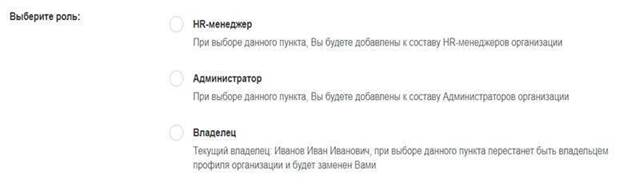 Выберите роль:
HR-менеджер
При выборе данного пункта, Вы будете добавлены к составу HR-менеджеров организации
Администратор
При выборе данного пункта, Вы будете добавлены к составу Администраторов организации
Владелец
Текущий владелец: Иванов Иван Иванович, при выборе данного пункта перестанет быть владельцем
профиля организации и будет заменен Вами